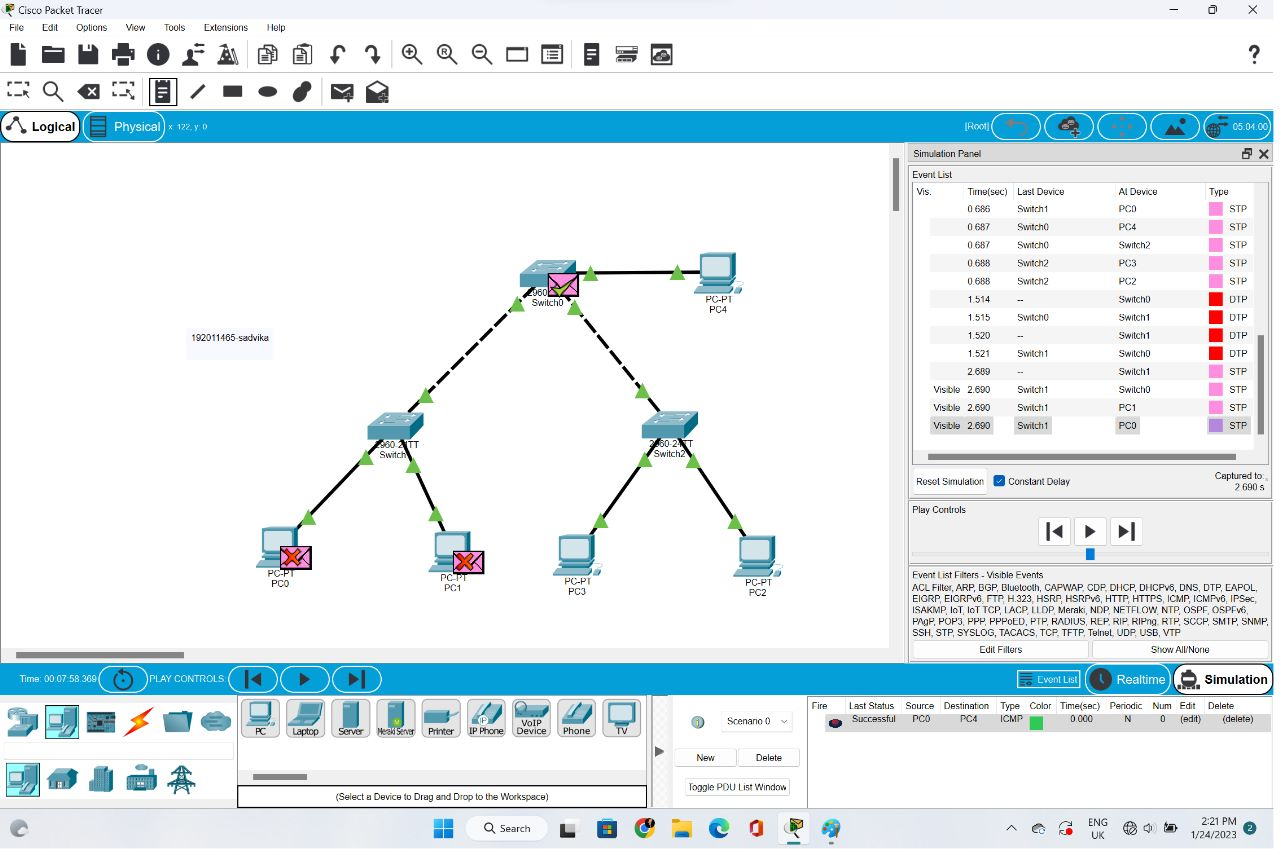 Cisco Packet Tracer
File Edit Options View Tools Extensions Help
Logical Physical x: 122, y: 0 [Root] 05:04:00
Simulation Panel
Event List
Vis. Time(sec) Last Device At Device Type
0.686 Switch1 PC0 STP
0.687 Switch0 PC4 STP
0.687 Switch0 Switch2 STP
0.688 Switch2 PC3 STP
0.688 Switch2 PC2 STP
1.514 -- Switch0 DTP
1.515 Switch0 Switch1 DTP
1.520 -- Switch1 DTP
1.521 Switch1 Switch0 DTP
2.689 -- Switch1 STP
Visible 2.690 Switch1 Switch0 STP
Visible 2.690 Switch1 PC1 STP
Visible 2.690 Switch1 PC0 STP
Reset Simulation Constant Delay Captured to:
2.690 s
Play Controls
Event List Filters - Visible Events
ACL Filter, ARP, BGP, Bluetooth, CAPWAP, CDP, DHCP, DHCPv6, DNS, DTP, EAPOL,
EIGRP, EIGRPv6, FTP, H.323, HSRP, HSRPv6, HTTP, HTTPS, ICMP, ICMPv6, IPSec,
ISAKMP, IoT, IoT TCP, LACP, LLDP, Meraki, NDP, NETFLOW, NTP, OSPF, OSPFv6,
PAgP, POP3, PPP, PPPoED, PTP, RADIUS, REP, RIP, RIPng, RTP, SCCP, SMTP, SNMP,
SSH, STP, SYSLOG, TACACS, TCP, TFTP, Telnet, UDP, USB, VTP
Edit Filters Show All/None
2960
Switch0
PC-PT
PC4
192011465-sadvika
2960-24TT
Switch
2960-24TT
Switch2
PC-PT
PC0
PC-PT
PC1
PC-PT
PC3
PC-PT
PC2
Time: 00:07:58.369 PLAY CONTROLS: Event List Realtime Simulation
PC Laptop Server Meraki Server Printer IP Phone VoIP Device Phone TV
(Select a Device to Drag and Drop to the Workspace)
Scenario 0
New Delete
Toggle PDU List Window
Fire Last Status Source Destination Type Color Time(sec) Periodic Num Edit Delete
Successful PC0 PC4 ICMP 0.000 N 0 (edit) (delete)
Search
ENG
UK
2:21 PM
1/24/2023
2